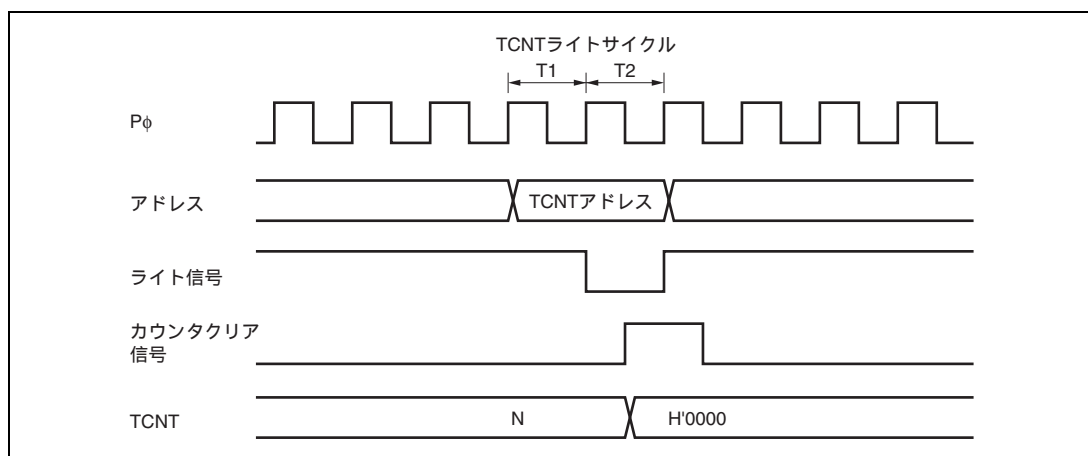 TCNTライトサイクル
T1 T2
Pφ
アドレス TCNTアドレス
ライト信号
カウンタクリア
信号
TCNT N H'0000